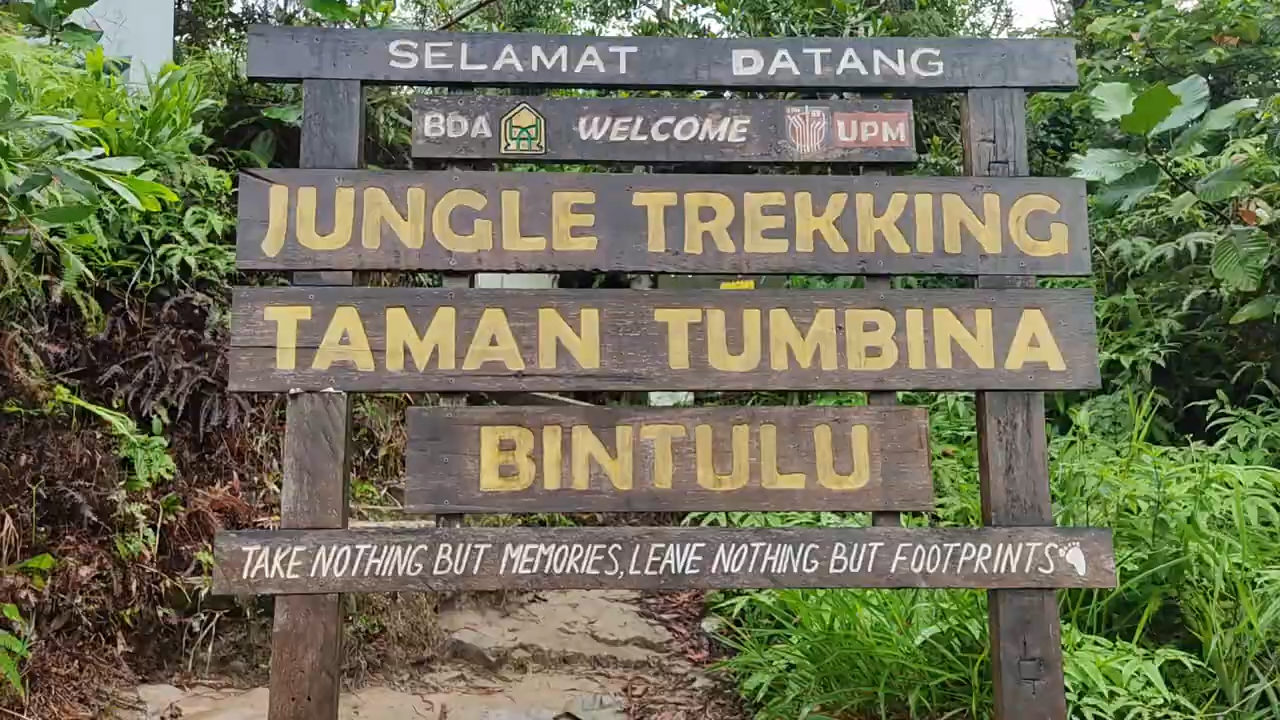 SELAMAT DATANG
BDA WELCOME UPM
JUNGLE TREKKING
TAMAN TUMBINA
BINTULU
TAKE NOTHING BUT MEMORIES, LEAVE NOTHING BUT FOOTPRINTS